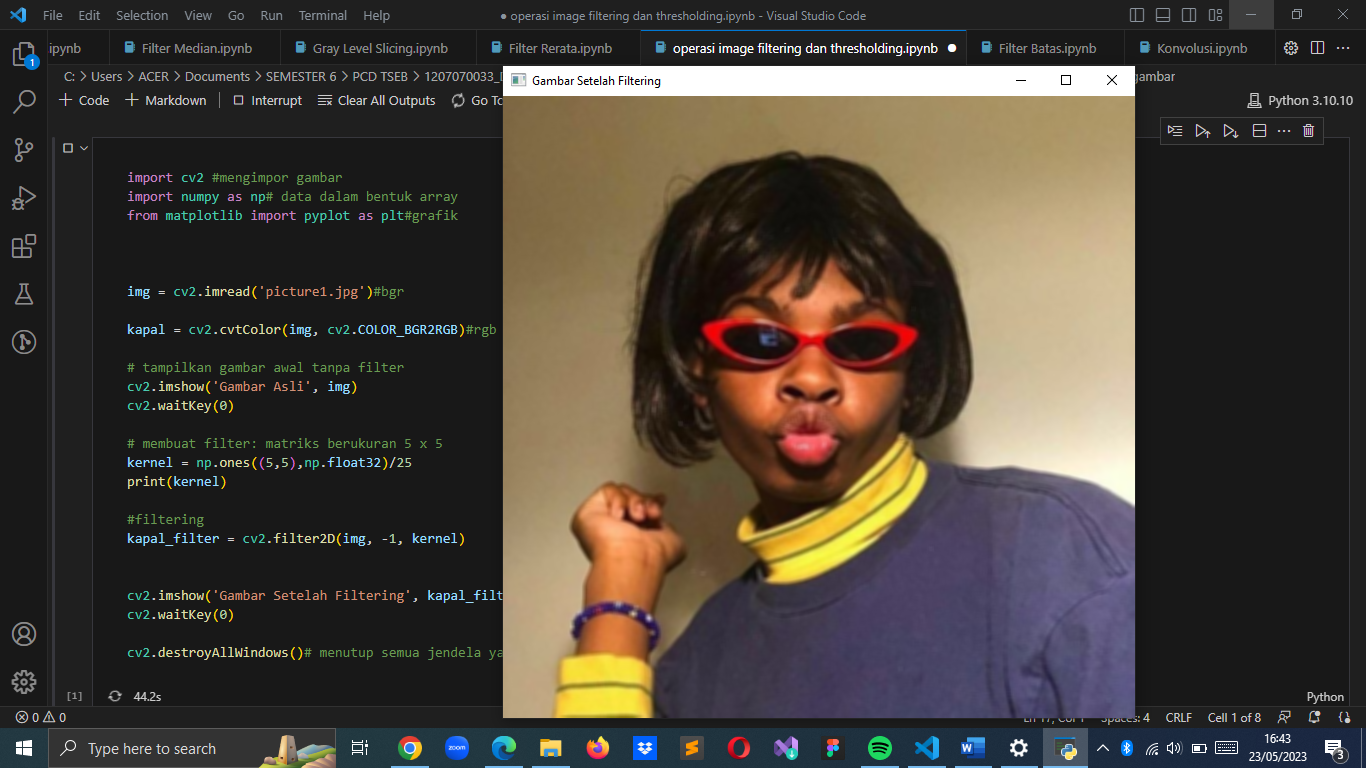 File Edit Selection View Go Run Terminal Help
● operasi image filtering dan thresholding.ipynb - Visual Studio Code
ipynb
Filter Median.ipynb
Gray Level Slicing.ipynb
Filter Rerata.ipynb
operasi image filtering dan thresholding.ipynb
Filter Batas.ipynb
Konvolusi.ipynb
C: > Users > ACER > Documents > SEMESTER 6 > PCD TSEB > 1207070033_
gambar
Gambar Setelah Filtering
+ Code + Markdown Interrupt Clear All Outputs Go To
Python 3.10.10
import cv2 #mengimpor gambar
import numpy as np# data dalam bentuk array
from matplotlib import pyplot as plt#grafik
img = cv2.imread('picture1.jpg')#bgr
kapal = cv2.cvtColor(img, cv2.COLOR_BGR2RGB)#rgb
# tampilkan gambar awal tanpa filter
cv2.imshow('Gambar Asli', img)
cv2.waitKey(0)
# membuat filter: matriks berukuran 5 x 5
kernel = np.ones((5,5),np.float32)/25
print(kernel)
#filtering
kapal_filter = cv2.filter2D(img, -1, kernel)
cv2.imshow('Gambar Setelah Filtering', kapal_filt
cv2.waitKey(0)
cv2.destroyAllWindows()# menutup semua jendela ya
[1]
44.2s
Python
0 0
Spaces: 4 CRLF Cell 1 of 8
Type here to search
zoom
16:43
23/05/2023
3
1